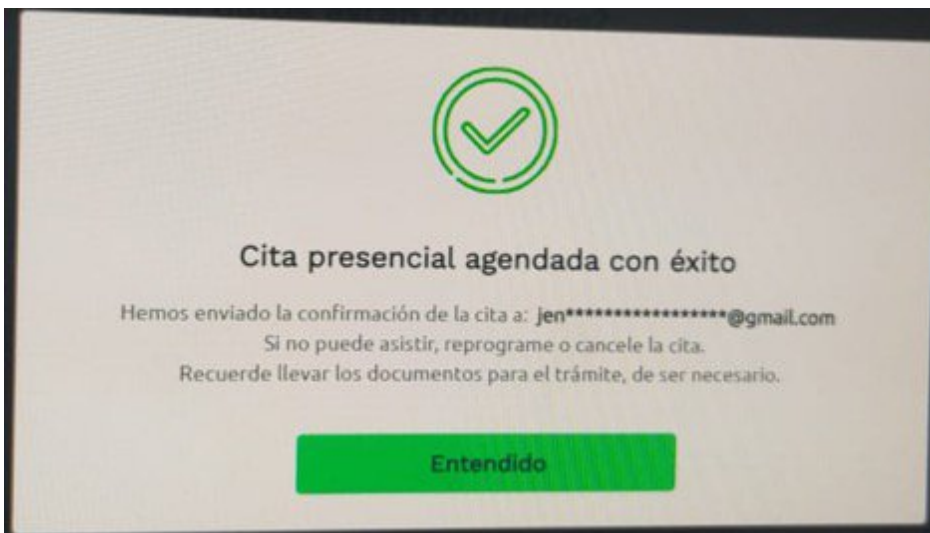 Cita presencial agendada con éxito
Hemos enviado la confirmación de la cita a: jen*****************@gmail.com
Si no puede asistir, reprograme o cancele la cita.
Recuerde llevar los documentos para el trámite, de ser necesario.
Entendido